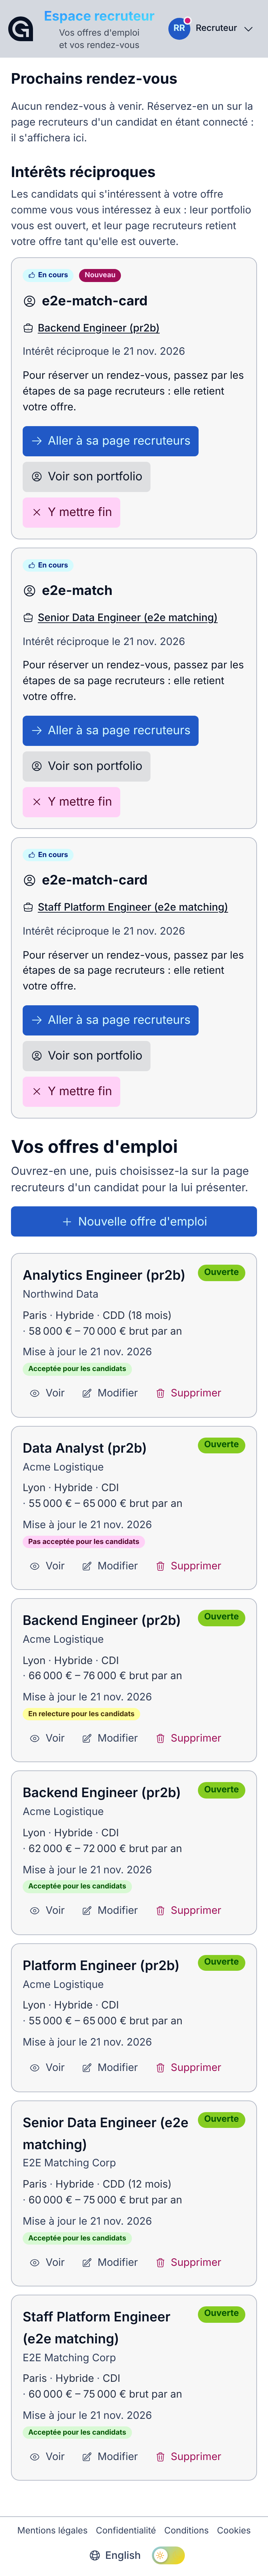 Espace recruteur
Vos offres d'emploi
et vos rendez-vous
RR
Recruteur
Prochains rendez-vous
Aucun rendez-vous à venir. Réservez-en un sur la
page recruteurs d'un candidat en étant connecté :
il s'affichera ici.
Intérêts réciproques
Les candidats qui s'intéressent à votre offre
comme vous vous intéressez à eux : leur portfolio
vous est ouvert, et leur page recruteurs retient
votre offre tant qu'elle est ouverte.
En cours
Nouveau
e2e-match-card
Backend Engineer (pr2b)
Intérêt réciproque le 21 nov. 2026
Pour réserver un rendez-vous, passez par les
étapes de sa page recruteurs : elle retient
votre offre.
Aller à sa page recruteurs
Voir son portfolio
Y mettre fin
En cours
e2e-match
Senior Data Engineer (e2e matching)
Intérêt réciproque le 21 nov. 2026
Pour réserver un rendez-vous, passez par les
étapes de sa page recruteurs : elle retient
votre offre.
Aller à sa page recruteurs
Voir son portfolio
Y mettre fin
En cours
e2e-match-card
Staff Platform Engineer (e2e matching)
Intérêt réciproque le 21 nov. 2026
Pour réserver un rendez-vous, passez par les
étapes de sa page recruteurs : elle retient
votre offre.
Aller à sa page recruteurs
Voir son portfolio
Y mettre fin
Vos offres d'emploi
Ouvrez-en une, puis choisissez-la sur la page
recruteurs d'un candidat pour la lui présenter.
Nouvelle offre d'emploi
Analytics Engineer (pr2b)
Ouverte
Northwind Data
Paris · Hybride · CDD (18 mois)
· 58 000 € – 70 000 € brut par an
Mise à jour le 21 nov. 2026
Acceptée pour les candidats
Voir
Modifier
Supprimer
Data Analyst (pr2b)
Ouverte
Acme Logistique
Lyon · Hybride · CDI
· 55 000 € – 65 000 € brut par an
Mise à jour le 21 nov. 2026
Pas acceptée pour les candidats
Voir
Modifier
Supprimer
Backend Engineer (pr2b)
Ouverte
Acme Logistique
Lyon · Hybride · CDI
· 66 000 € – 76 000 € brut par an
Mise à jour le 21 nov. 2026
En relecture pour les candidats
Voir
Modifier
Supprimer
Backend Engineer (pr2b)
Ouverte
Acme Logistique
Lyon · Hybride · CDI
· 62 000 € – 72 000 € brut par an
Mise à jour le 21 nov. 2026
Acceptée pour les candidats
Voir
Modifier
Supprimer
Platform Engineer (pr2b)
Ouverte
Acme Logistique
Lyon · Hybride · CDI
· 55 000 € – 65 000 € brut par an
Mise à jour le 21 nov. 2026
Voir
Modifier
Supprimer
Senior Data Engineer (e2e
matching)
Ouverte
E2E Matching Corp
Paris · Hybride · CDD (12 mois)
· 60 000 € – 75 000 € brut par an
Mise à jour le 21 nov. 2026
Acceptée pour les candidats
Voir
Modifier
Supprimer
Staff Platform Engineer
(e2e matching)
Ouverte
E2E Matching Corp
Paris · Hybride · CDI
· 60 000 € – 75 000 € brut par an
Mise à jour le 21 nov. 2026
Acceptée pour les candidats
Voir
Modifier
Supprimer
Mentions légales
Confidentialité
Conditions
Cookies
English